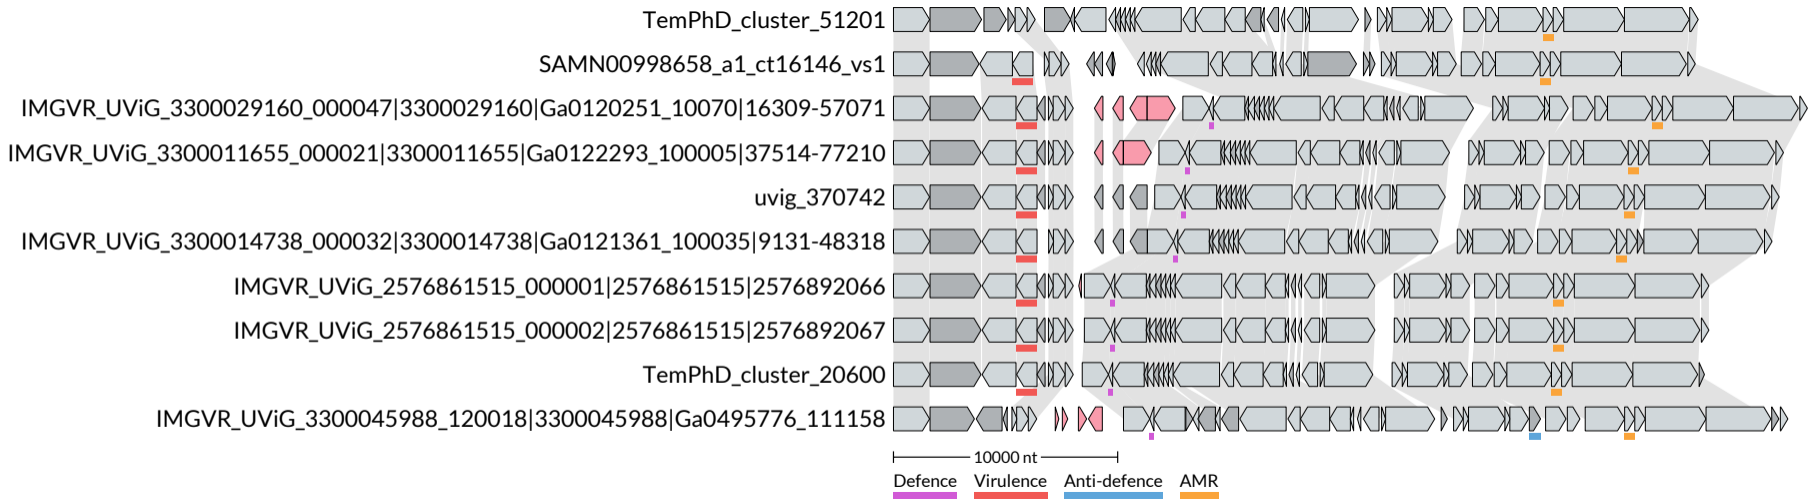 TemPhD_cluster_51201
SAMN00998658_a1_ct16146_vs1
IMGVR_UViG_3300029160_000047|3300029160|Ga0120251_10070|16309-57071
IMGVR_UViG_3300011655_000021|3300011655|Ga0122293_100005|37514-77210
uvig_370742
IMGVR_UViG_3300014738_000032|3300014738|Ga0121361_100035|9131-48318
IMGVR_UViG_2576861515_000001|2576861515|2576892066
IMGVR_UViG_2576861515_000002|2576861515|2576892067
TemPhD_cluster_20600
IMGVR_UViG_3300045988_120018|3300045988|Ga0495776_111158
10000 nt
Defence Virulence Anti-defence AMR